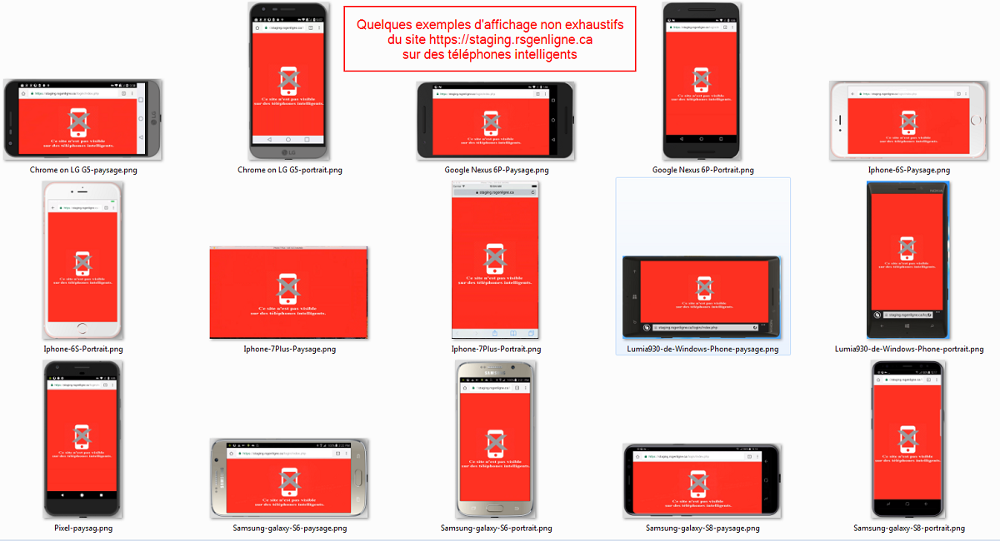 Quelques exemples d'affichage non exhaustifs
du site https://staging.rsgenligne.ca
sur des téléphones intelligents
Ce site n'est pas visible
sur des téléphones intelligents.
LG
Chrome on LG G5-paysage.png
Ce site n'est pas visible
sur des téléphones intelligents.
LG
Chrome on LG G5-portrait.png
Ce site n'est pas visible
sur des téléphones intelligents.
Google Nexus 6P-Paysage.png
Ce site n'est pas visible
sur des téléphones intelligents.
Google Nexus 6P-Portrait.png
Ce site n'est pas visible
sur des téléphones intelligents.
Iphone-6S-Paysage.png
Ce site n'est pas visible
sur des téléphones intelligents.
Iphone-6S-Portrait.png
Ce site n'est pas visible
sur des téléphones intelligents.
Iphone-7Plus-Paysage.png
staging.rsgenligne.ca
Ce site n'est pas visible
sur des téléphones intelligents.
Iphone-7Plus-Portrait.png
Ce site n'est pas visible
sur des téléphones intelligents.
staging.rsgenligne.ca/login/index.php
Lumia930-de-Windows-Phone-paysage.png
NOKIA
Ce site n'est pas visible
sur des téléphones intelligents.
Lumia930-de-Windows-Phone-portrait.png
Ce site n'est pas visible
sur des téléphones intelligents.
Pixel-paysag.png
SAMSUNG
Ce site n'est pas visible
sur des téléphones intelligents.
Samsung-galaxy-S6-paysage.png
SAMSUNG
Ce site n'est pas visible
sur des téléphones intelligents.
Samsung-galaxy-S6-portrait.png
Ce site n'est pas visible
sur des téléphones intelligents.
Samsung-galaxy-S8-paysage.png
Ce site n'est pas visible
sur des téléphones intelligents.
Samsung-galaxy-S8-portrait.png